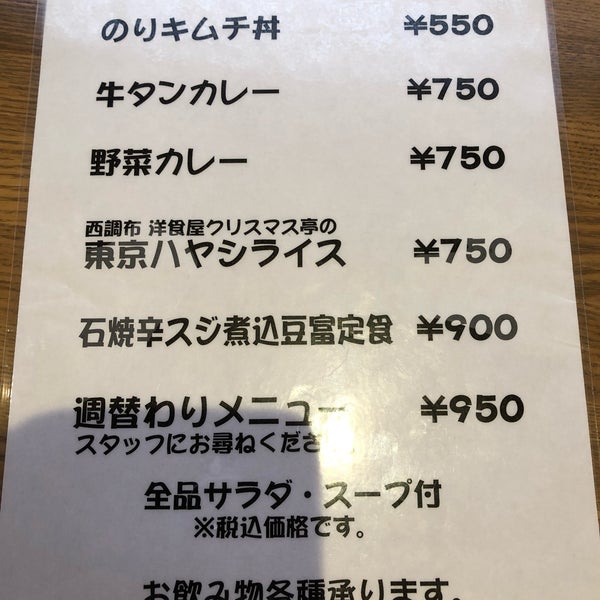 のりキムチ丼 ¥550
牛タンカレー ¥750
野菜カレー ¥750
西調布 洋食屋クリスマス亭の
東京ハヤシライス ¥750
石焼辛スジ煮込豆富定食 ¥900
週替わりメニュー ¥950
スタッフにお尋ねください。
全品サラダ・スープ付
※税込価格です。
お飲み物各種承ります。